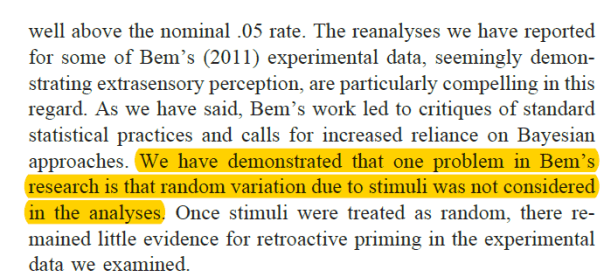 well above the nominal .05 rate. The reanalyses we have reported
for some of Bem's (2011) experimental data, seemingly demon-
strating extrasensory perception, are particularly compelling in this
regard. As we have said, Bem's work led to critiques of standard
statistical practices and calls for increased reliance on Bayesian
approaches. We have demonstrated that one problem in Bem's
research is that random variation due to stimuli was not considered
in the analyses. Once stimuli were treated as random, there re-
mained little evidence for retroactive priming in the experimental
data we examined.